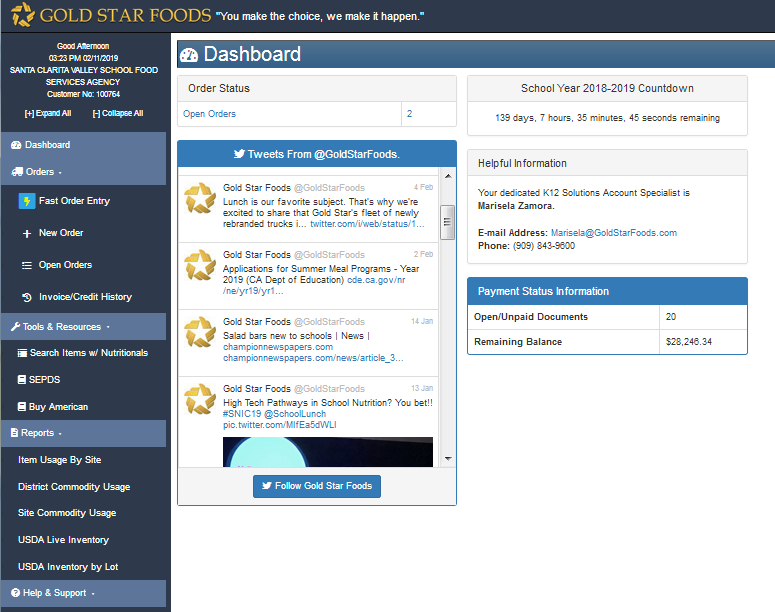 GOLD STAR FOODS "You make the choice, we make it happen."
Good Afternoon
03:23 PM 02/11/2019
SANTA CLARITA VALLEY SCHOOL FOOD
SERVICES AGENCY
Customer No: 100764
[+] Expand All [-] Collapse All
Dashboard
Orders
Fast Order Entry
New Order
Open Orders
Invoice/Credit History
Tools & Resources
Search Items w/ Nutritionals
SEPDS
Buy American
Reports
Item Usage By Site
District Commodity Usage
Site Commodity Usage
USDA Live Inventory
USDA Inventory by Lot
Help & Support
Dashboard
Order Status
Open Orders 2
Tweets From @GoldStarFoods.
Gold Star Foods @GoldStarFoods 4 Feb
Lunch is our favorite subject. That's why we're
excited to share that Gold Star's fleet of newly
rebranded trucks i... twitter.com/i/web/status/1...
Gold Star Foods @GoldStarFoods 2 Feb
Applications for Summer Meal Programs - Year
2019 (CA Dept of Education) cde.ca.gov/nr
/ne/yr19/yr1...
Gold Star Foods @GoldStarFoods 14 Jan
Salad bars new to schools | News |
championnewspapers.com
championnewspapers.com/news/article_3...
Gold Star Foods @GoldStarFoods 13 Jan
High Tech Pathways in School Nutrition? You bet!!
#SNIC19 @SchoolLunch
pic.twitter.com/MIfEa5dWLI
Follow Gold Star Foods
School Year 2018-2019 Countdown
139 days, 7 hours, 35 minutes, 45 seconds remaining
Helpful Information
Your dedicated K12 Solutions Account Specialist is
Marisela Zamora.
E-mail Address: Marisela@GoldStarFoods.com
Phone: (909) 843-9600
Payment Status Information
Open/Unpaid Documents 20
Remaining Balance $28,246.34